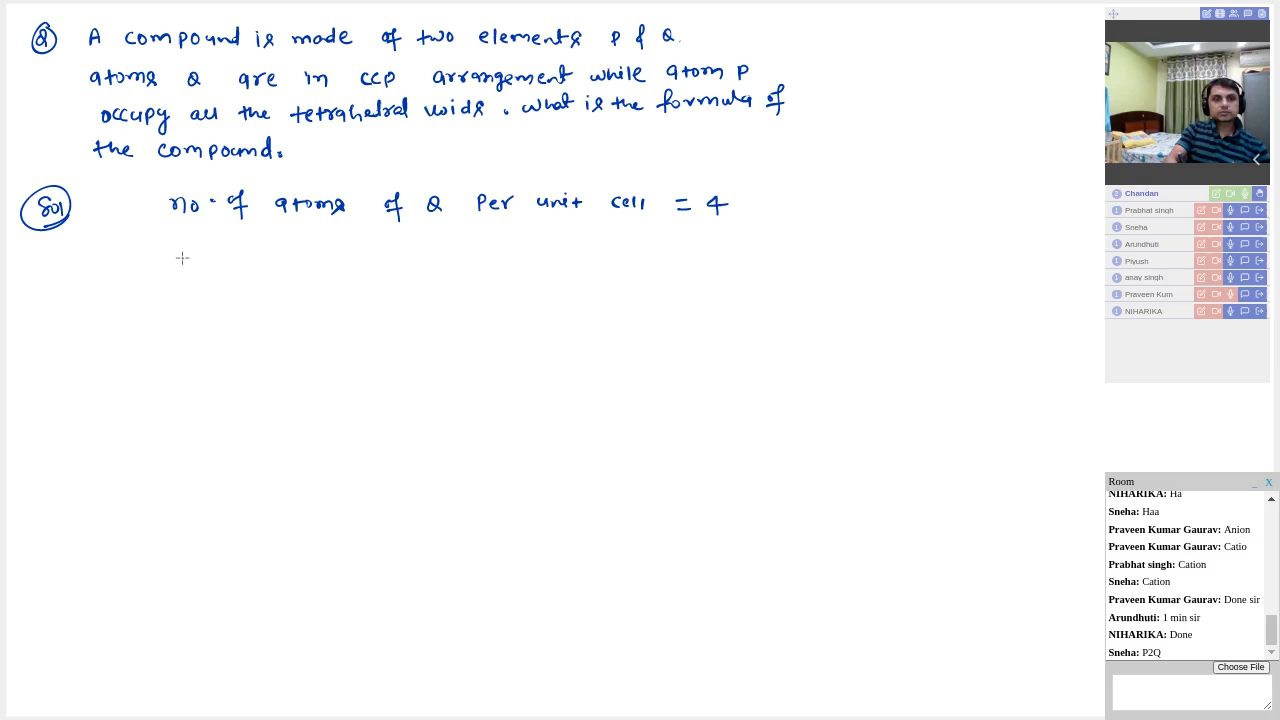 Q A compound is made of two elements P & Q.
atoms Q are in ccp arrangement while atom P
occupy all the tetrahedral voids. what is the formula of
the compound.
Sol no. of atoms of Q Per unit cell = 4
Chandan
Prabhat singh
Sneha
Arundhuti
Piyush
anay singh
Praveen Kum
NIHARIKA
Room _ X
NIHARIKA: Ha
Sneha: Haa
Praveen Kumar Gaurav: Anion
Praveen Kumar Gaurav: Catio
Prabhat singh: Cation
Sneha: Cation
Praveen Kumar Gaurav: Done sir
Arundhuti: 1 min sir
NIHARIKA: Done
Sneha: P2Q
Choose File